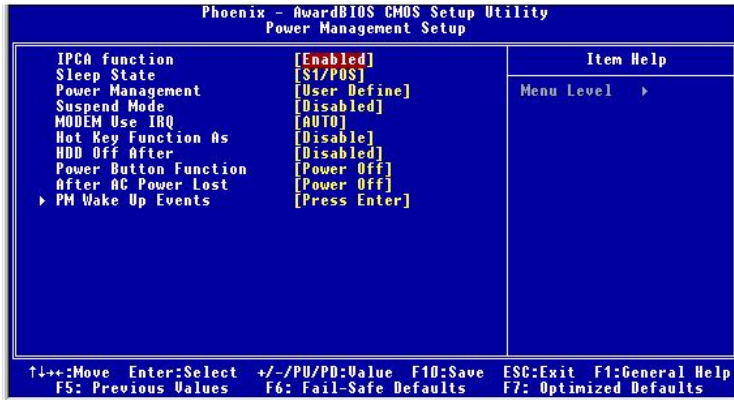 Phoenix - AwardBIOS CMOS Setup Utility
Power Management Setup
IPCA function [Enabled]
Sleep State [S1/POS]
Power Management [User Define]
Suspend Mode [Disabled]
MODEM Use IRQ [AUTO]
Hot Key Function As [Disable]
HDD Off After [Disabled]
Power Button Function [Power Off]
After AC Power Lost [Power Off]
▸ PM Wake Up Events [Press Enter]
Item Help
Menu Level ▸
↑↓→←:Move Enter:Select +/-/PU/PD:Value F10:Save ESC:Exit F1:General Help
F5: Previous Values F6: Fail-Safe Defaults F7: Optimized Defaults